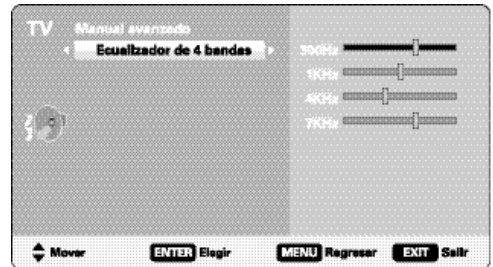 TV Manual avanzado
Ecualizador de 4 bandas
300Hz
1KHz
4KHz
7KHz
Mover ENTER Elegir MENU Regresar EXIT Salir